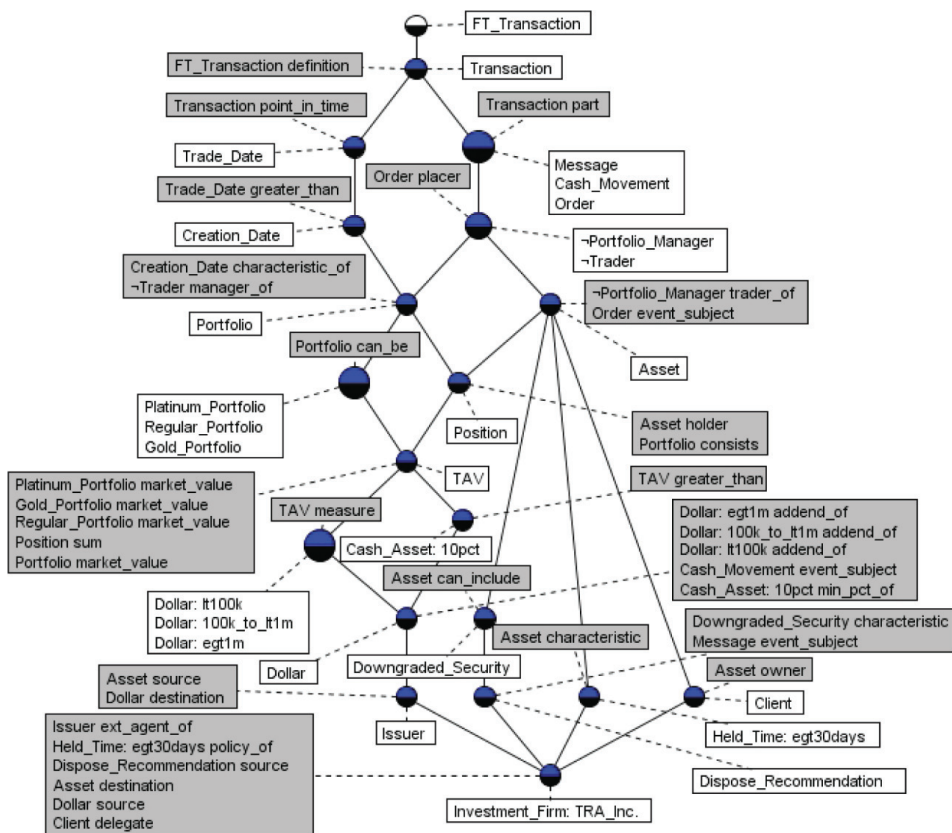 FT_Transaction
FT_Transaction definition
Transaction
Transaction point_in_time
Transaction part
Trade_Date
Message
Cash_Movement
Order
Order placer
Trade_Date greater_than
Creation_Date
¬Portfolio_Manager
¬Trader
Creation_Date characteristic_of
¬Trader manager_of
¬Portfolio_Manager trader_of
Order event_subject
Portfolio
Asset
Portfolio can_be
Platinum_Portfolio
Regular_Portfolio
Gold_Portfolio
Position
Asset holder
Portfolio consists
Platinum_Portfolio market_value
Gold_Portfolio market_value
Regular_Portfolio market_value
Position sum
Portfolio market_value
TAV
TAV greater_than
TAV measure
Cash_Asset: 10pct
Dollar: egt1m addend_of
Dollar: 100k_to_lt1m addend_of
Dollar: lt100k addend_of
Cash_Movement event_subject
Cash_Asset: 10pct min_pct_of
Asset can_include
Dollar: lt100k
Dollar: 100k_to_lt1m
Dollar: egt1m
Dollar
Downgraded_Security
Asset characteristic
Downgraded_Security characteristic
Message event_subject
Asset source
Dollar destination
Asset owner
Issuer
Client
Held_Time: egt30days
Issuer ext_agent_of
Held_Time: egt30days policy_of
Dispose_Recommendation source
Asset destination
Dollar source
Client delegate
Dispose_Recommendation
Investment_Firm: TRA_Inc.